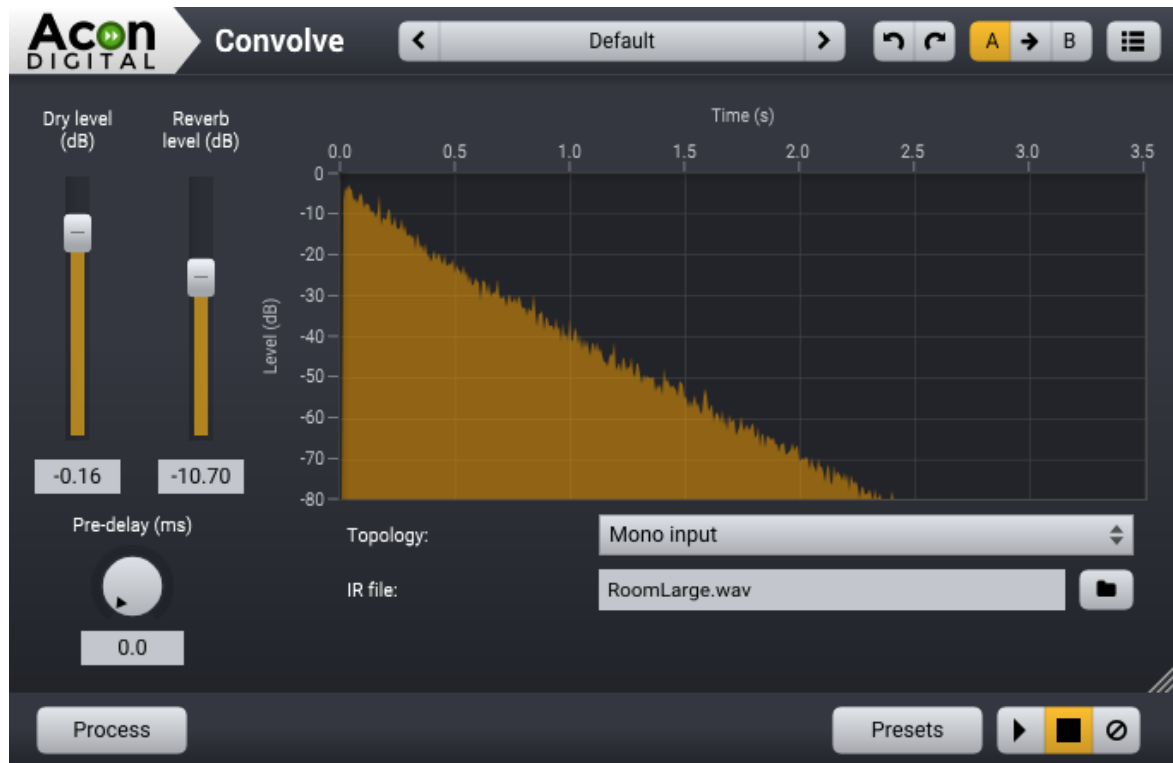 Acon
DIGITAL
Convolve
Default
A
B
Dry level
(dB)
Reverb
level (dB)
Time (s)
0.0 0.5 1.0 1.5 2.0 2.5 3.0 3.5
0
-10
-20
-30
-40
-50
-60
-70
-80
Level (dB)
-0.16
-10.70
Pre-delay (ms)
0.0
Topology:
Mono input
IR file:
RoomLarge.wav
Process
Presets